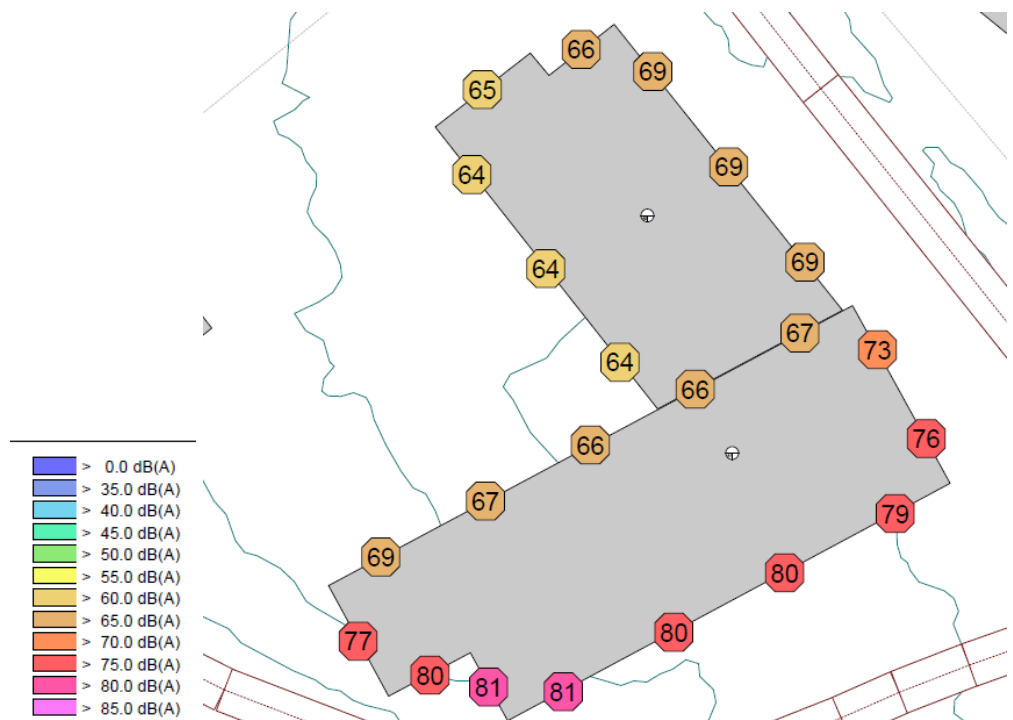 66
69
65
69
64
69
64
67
73
64
66
76
66
67
79
69
80
80
77
80
81
81
> 0.0 dB(A)
> 35.0 dB(A)
> 40.0 dB(A)
> 45.0 dB(A)
> 50.0 dB(A)
> 55.0 dB(A)
> 60.0 dB(A)
> 65.0 dB(A)
> 70.0 dB(A)
> 75.0 dB(A)
> 80.0 dB(A)
> 85.0 dB(A)